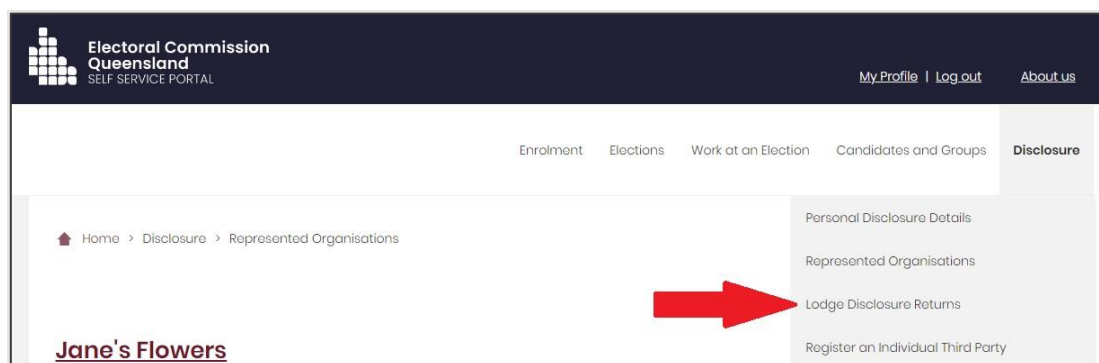 Electoral Commission
Queensland
SELF SERVICE PORTAL
My Profile | Log out About us
Enrolment Elections Work at an Election Candidates and Groups Disclosure
Home > Disclosure > Represented Organisations
Personal Disclosure Details
Represented Organisations
Lodge Disclosure Returns
Register an Individual Third Party
Jane's Flowers